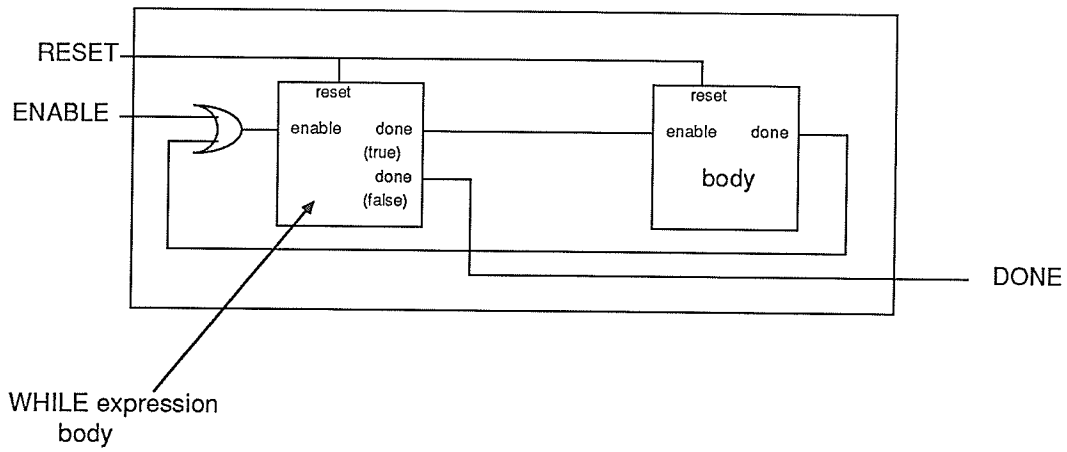 RESET
reset
reset
ENABLE
enable
done
(true)
done
(false)
enable
done
body
DONE
WHILE expression
body